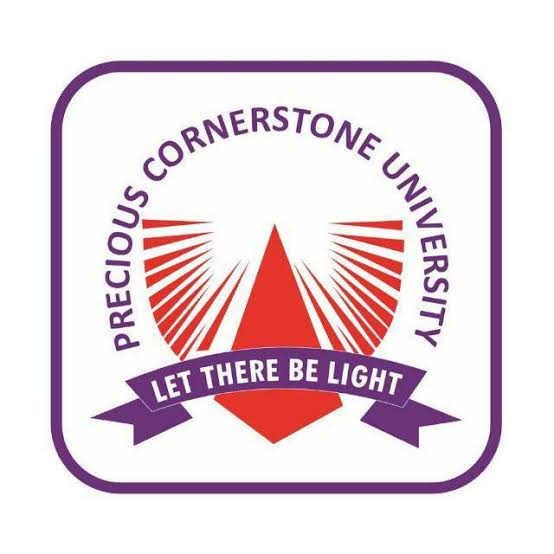 PRECIOUS CORNERSTONE UNIVERSITY
LET THERE BE LIGHT